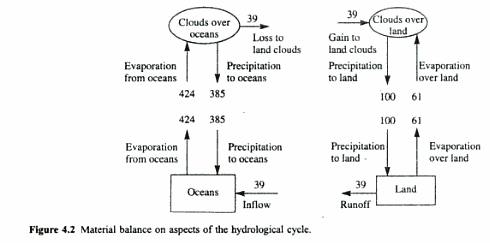 Clouds over
oceans
39
Loss to
land clouds
Evaporation
from oceans
Precipitation
to oceans
424 385
424 385
Evaporation
from oceans
Precipitation
to oceans
Oceans
39
Inflow
39
Clouds over
land
Gain to
land clouds
Precipitation
to land
Evaporation
over land
100 61
100 61
Precipitation
to land
Evaporation
over land
39
Runoff
Land
Figure 4.2 Material balance on aspects of the hydrological cycle.